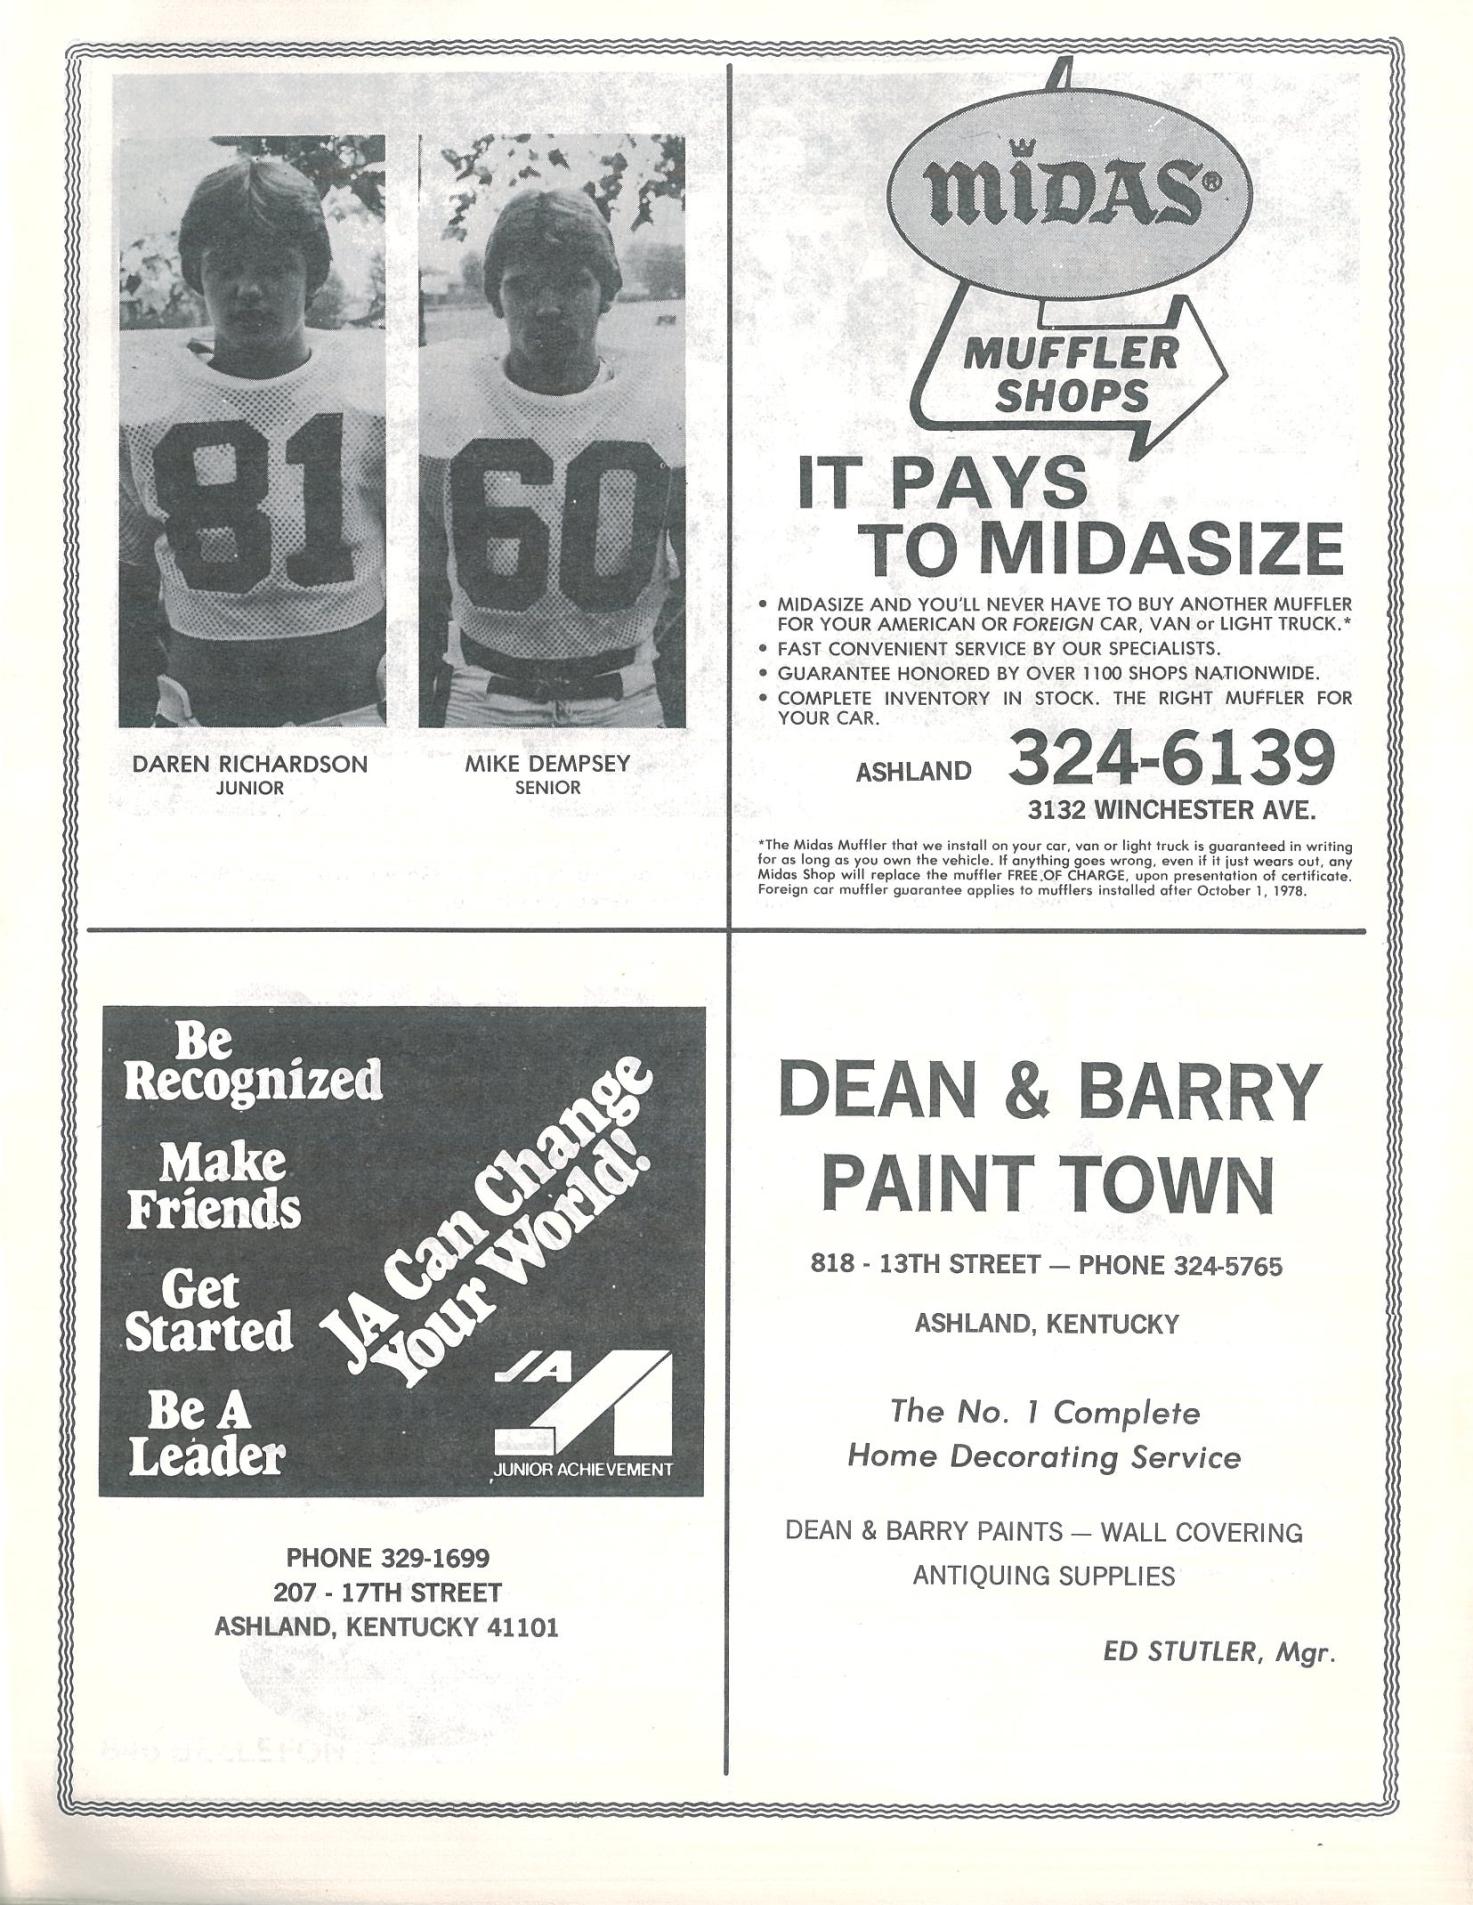 81
60
DAREN RICHARDSON
JUNIOR
MIKE DEMPSEY
SENIOR
MIDAS®
MUFFLER
SHOPS
IT PAYS
TO MIDASIZE
• MIDASIZE AND YOU'LL NEVER HAVE TO BUY ANOTHER MUFFLER
FOR YOUR AMERICAN OR FOREIGN CAR, VAN or LIGHT TRUCK.*
• FAST CONVENIENT SERVICE BY OUR SPECIALISTS.
• GUARANTEE HONORED BY OVER 1100 SHOPS NATIONWIDE.
• COMPLETE INVENTORY IN STOCK. THE RIGHT MUFFLER FOR
YOUR CAR.
ASHLAND 324-6139
3132 WINCHESTER AVE.
*The Midas Muffler that we install on your car, van or light truck is guaranteed in writing
for as long as you own the vehicle. If anything goes wrong, even if it just wears out, any
Midas Shop will replace the muffler FREE OF CHARGE, upon presentation of certificate.
Foreign car muffler guarantee applies to mufflers installed after October 1, 1978.
Be
Recognized
Make
Friends
Get
Started
Be A
Leader
JA Can Change
Your World!
JA
JUNIOR ACHIEVEMENT
PHONE 329-1699
207 - 17TH STREET
ASHLAND, KENTUCKY 41101
DEAN & BARRY
PAINT TOWN
818 - 13TH STREET — PHONE 324-5765
ASHLAND, KENTUCKY
The No. 1 Complete
Home Decorating Service
DEAN & BARRY PAINTS — WALL COVERING
ANTIQUING SUPPLIES
ED STUTLER, Mgr.